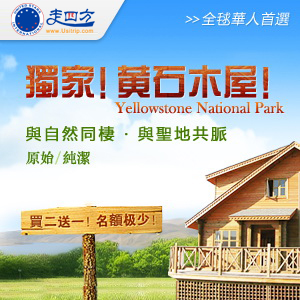 走四方
www.Usitrip.com
>> 全球華人首選
獨家！黄石木屋！
Yellowstone National Park
與自然同棲 · 與聖地共脈
原始/純潔
買二送一！名額极少！